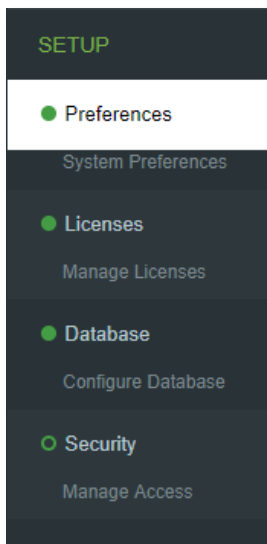 SETUP
Preferences
System Preferences
Licenses
Manage Licenses
Database
Configure Database
Security
Manage Access